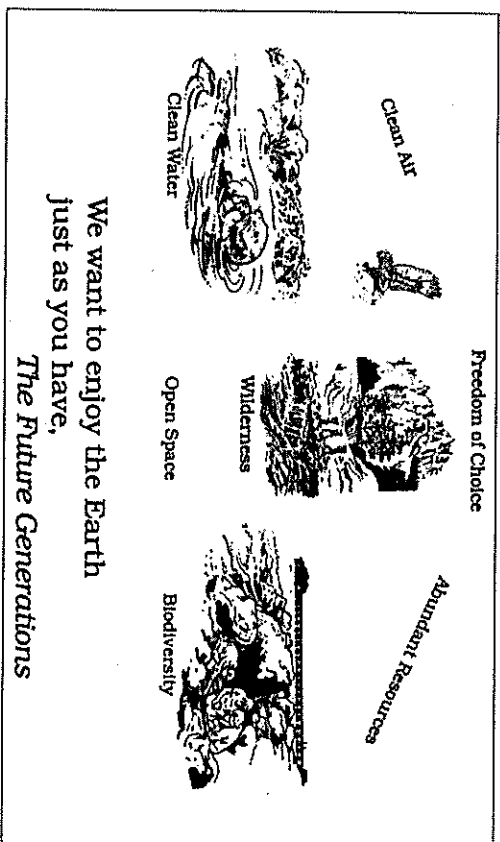 Freedom of Choice
Clean Air
Abundant Resources
Wilderness
Clean Water
Open Space
Biodiversity
We want to enjoy the Earth
just as you have,
The Future Generations